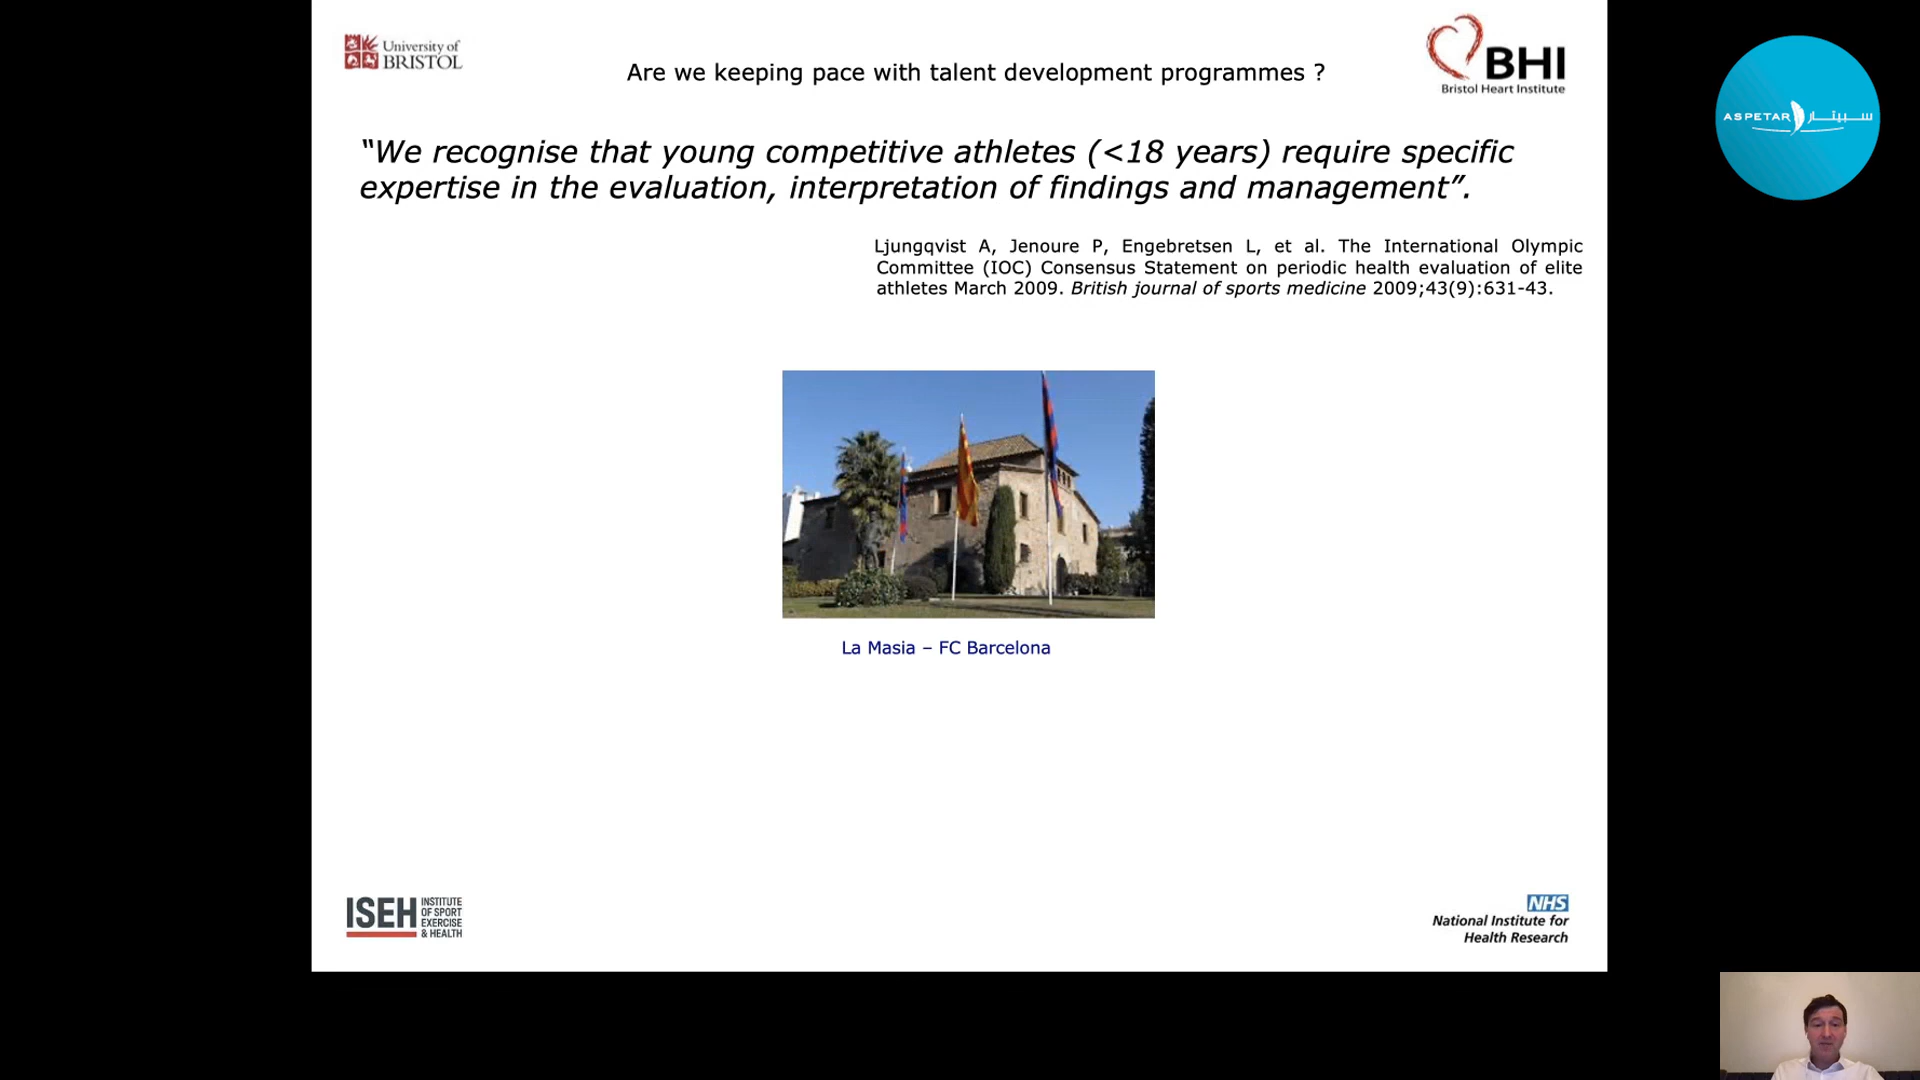 University of
BRISTOL
Are we keeping pace with talent development programmes ?
BHI
Bristol Heart Institute
ASPETAR سبيتار
“We recognise that young competitive athletes (<18 years) require specific
expertise in the evaluation, interpretation of findings and management”.
Ljungqvist A, Jenoure P, Engebretsen L, et al. The International Olympic
Committee (IOC) Consensus Statement on periodic health evaluation of elite
athletes March 2009. British journal of sports medicine 2009;43(9):631-43.
La Masia – FC Barcelona
ISEH
INSTITUTE
OF SPORT
EXERCISE
& HEALTH
NHS
National Institute for
Health Research